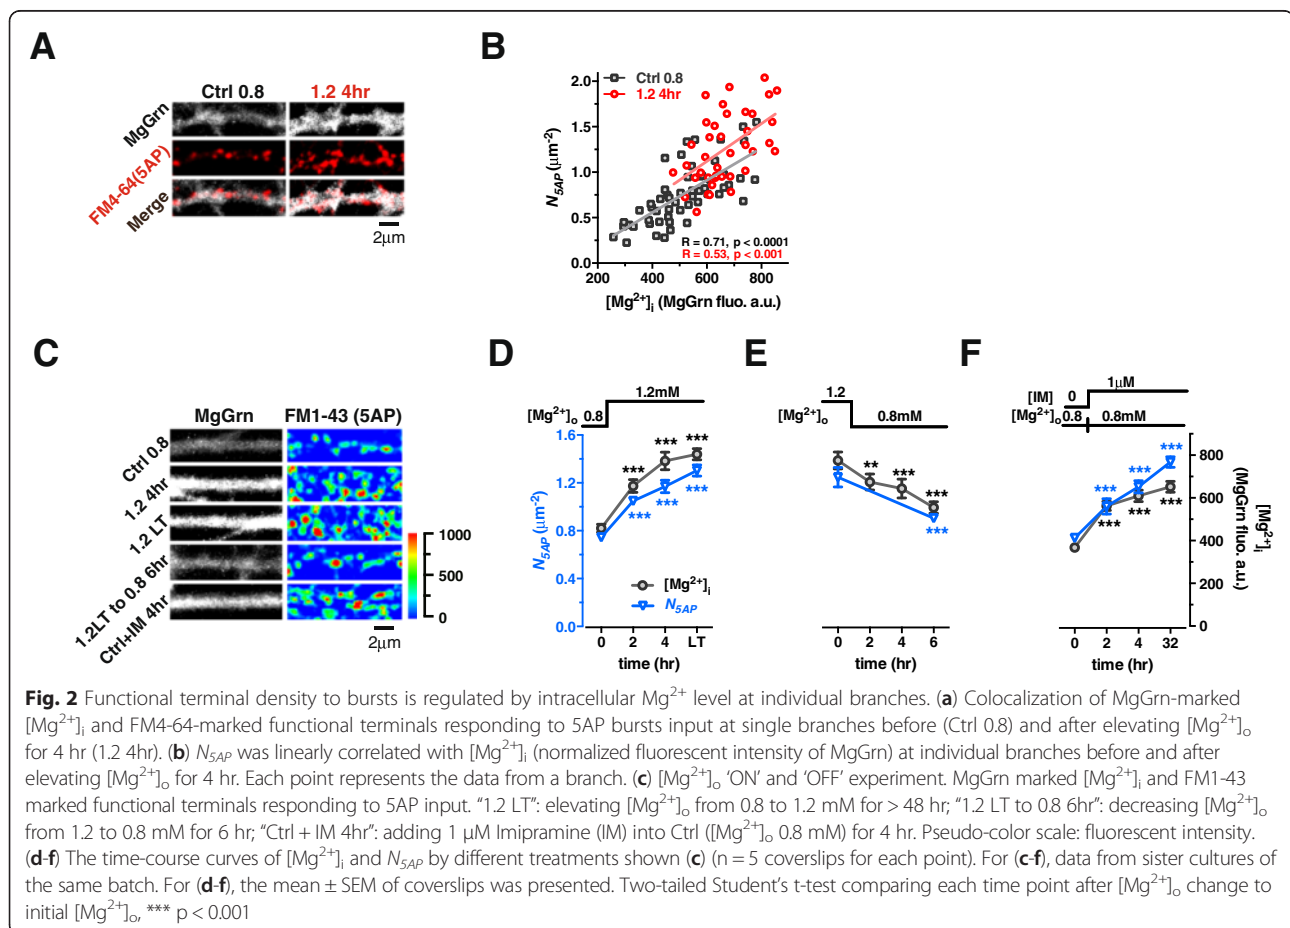 A
Ctrl 0.8
1.2 4hr
MgGrn
FM4-64(5AP)
Merge
2μm
B
Ctrl 0.8
1.2 4hr
2.0
1.5
1.0
0.5
0.0
N5AP (μm-2)
R = 0.71, p < 0.0001
R = 0.53, p < 0.001
200 400 600 800
[Mg2+]i (MgGrn fluo. a.u.)
C
MgGrn
FM1-43 (5AP)
Ctrl 0.8
1.2 4hr
1.2 LT
1.2LT to 0.8 6hr
Ctrl+IM 4hr
1000
500
0
2μm
D
1.2mM
[Mg2+]o 0.8
1.6
1.2
0.8
0.4
0.0
N5AP (μm-2)
*** *** ***
*** *** ***
[Mg2+]i
N5AP
0 2 4 LT
time (hr)
E
1.2
[Mg2+]o 0.8mM
** *** ***
***
0 2 4 6
time (hr)
F
[IM] 0 1μM
[Mg2+]o 0.8 0.8mM
*** *** ***
*** *** ***
800
600
400
200
0
[Mg2+]i
(MgGrn fluo. a.u.)
0 2 4 32
time (hr)
Fig. 2 Functional terminal density to bursts is regulated by intracellular Mg2+ level at individual branches. (a) Colocalization of MgGrn-marked
[Mg2+]i and FM4-64-marked functional terminals responding to 5AP bursts input at single branches before (Ctrl 0.8) and after elevating [Mg2+]o
for 4 hr (1.2 4hr). (b) N5AP was linearly correlated with [Mg2+]i (normalized fluorescent intensity of MgGrn) at individual branches before and after
elevating [Mg2+]o for 4 hr. Each point represents the data from a branch. (c) [Mg2+]o ‘ON’ and ‘OFF’ experiment. MgGrn marked [Mg2+]i and FM1-43
marked functional terminals responding to 5AP input. “1.2 LT”: elevating [Mg2+]o from 0.8 to 1.2 mM for > 48 hr; “1.2 LT to 0.8 6hr”: decreasing [Mg2+]o
from 1.2 to 0.8 mM for 6 hr; “Ctrl + IM 4hr”: adding 1 μM Imipramine (IM) into Ctrl ([Mg2+]o 0.8 mM) for 4 hr. Pseudo-color scale: fluorescent intensity.
(d-f) The time-course curves of [Mg2+]i and N5AP by different treatments shown (c) (n = 5 coverslips for each point). For (c-f), data from sister cultures of
the same batch. For (d-f), the mean ± SEM of coverslips was presented. Two-tailed Student’s t-test comparing each time point after [Mg2+]o change to
initial [Mg2+]o, *** p < 0.001